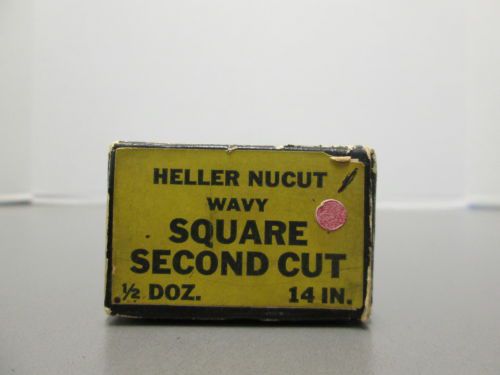 HELLER NUCUT
WAVY
SQUARE
SECOND CUT
½ DOZ. 14 IN.